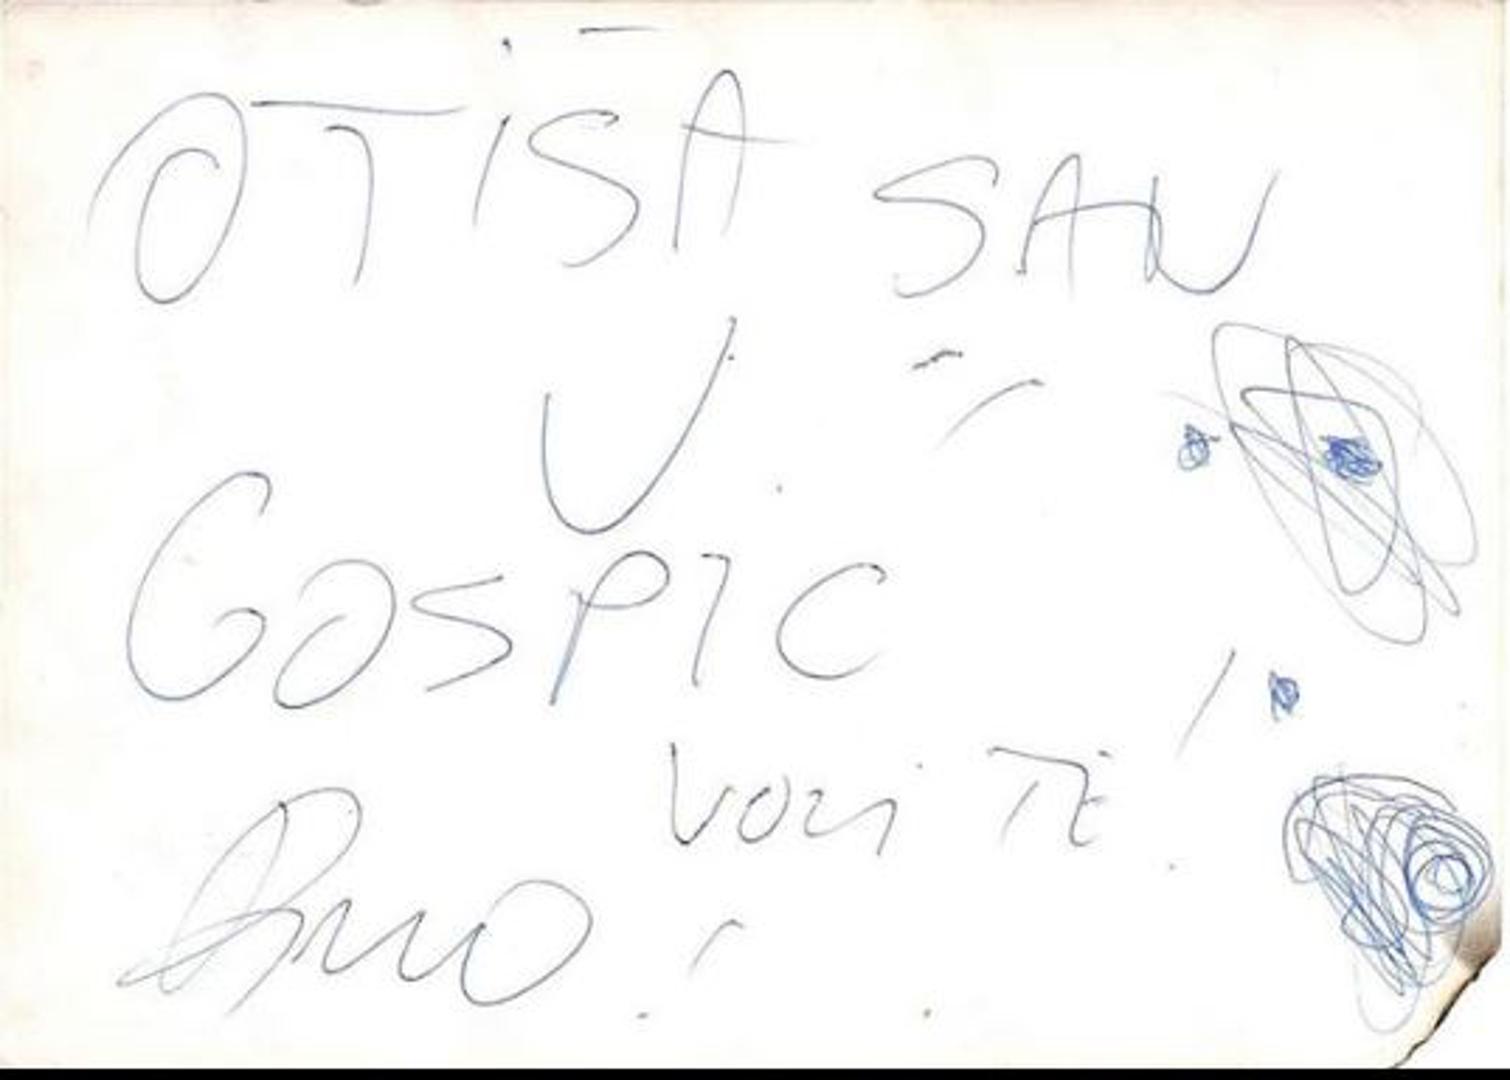 OTišA SAN
U
GOSPIC
VOLI TE!